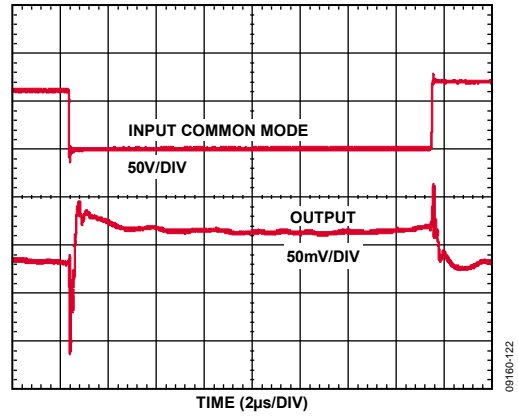 INPUT COMMON MODE
50V/DIV
OUTPUT
50mV/DIV
TIME (2µs/DIV)
09160-122